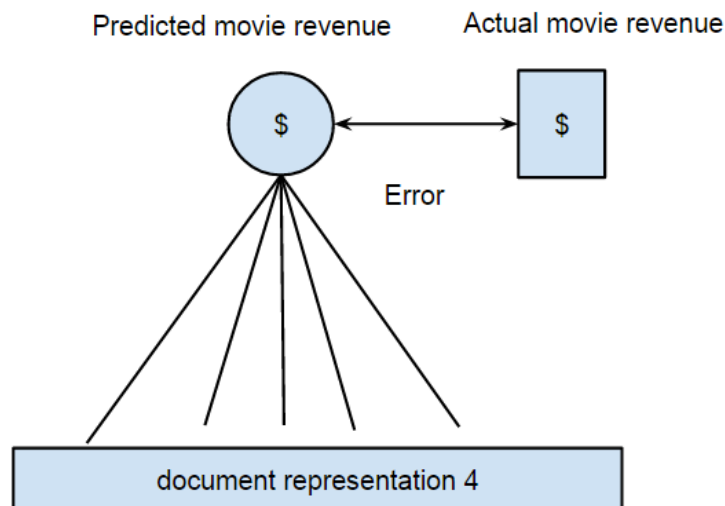 Predicted movie revenue
Actual movie revenue
$
$
Error
document representation 4